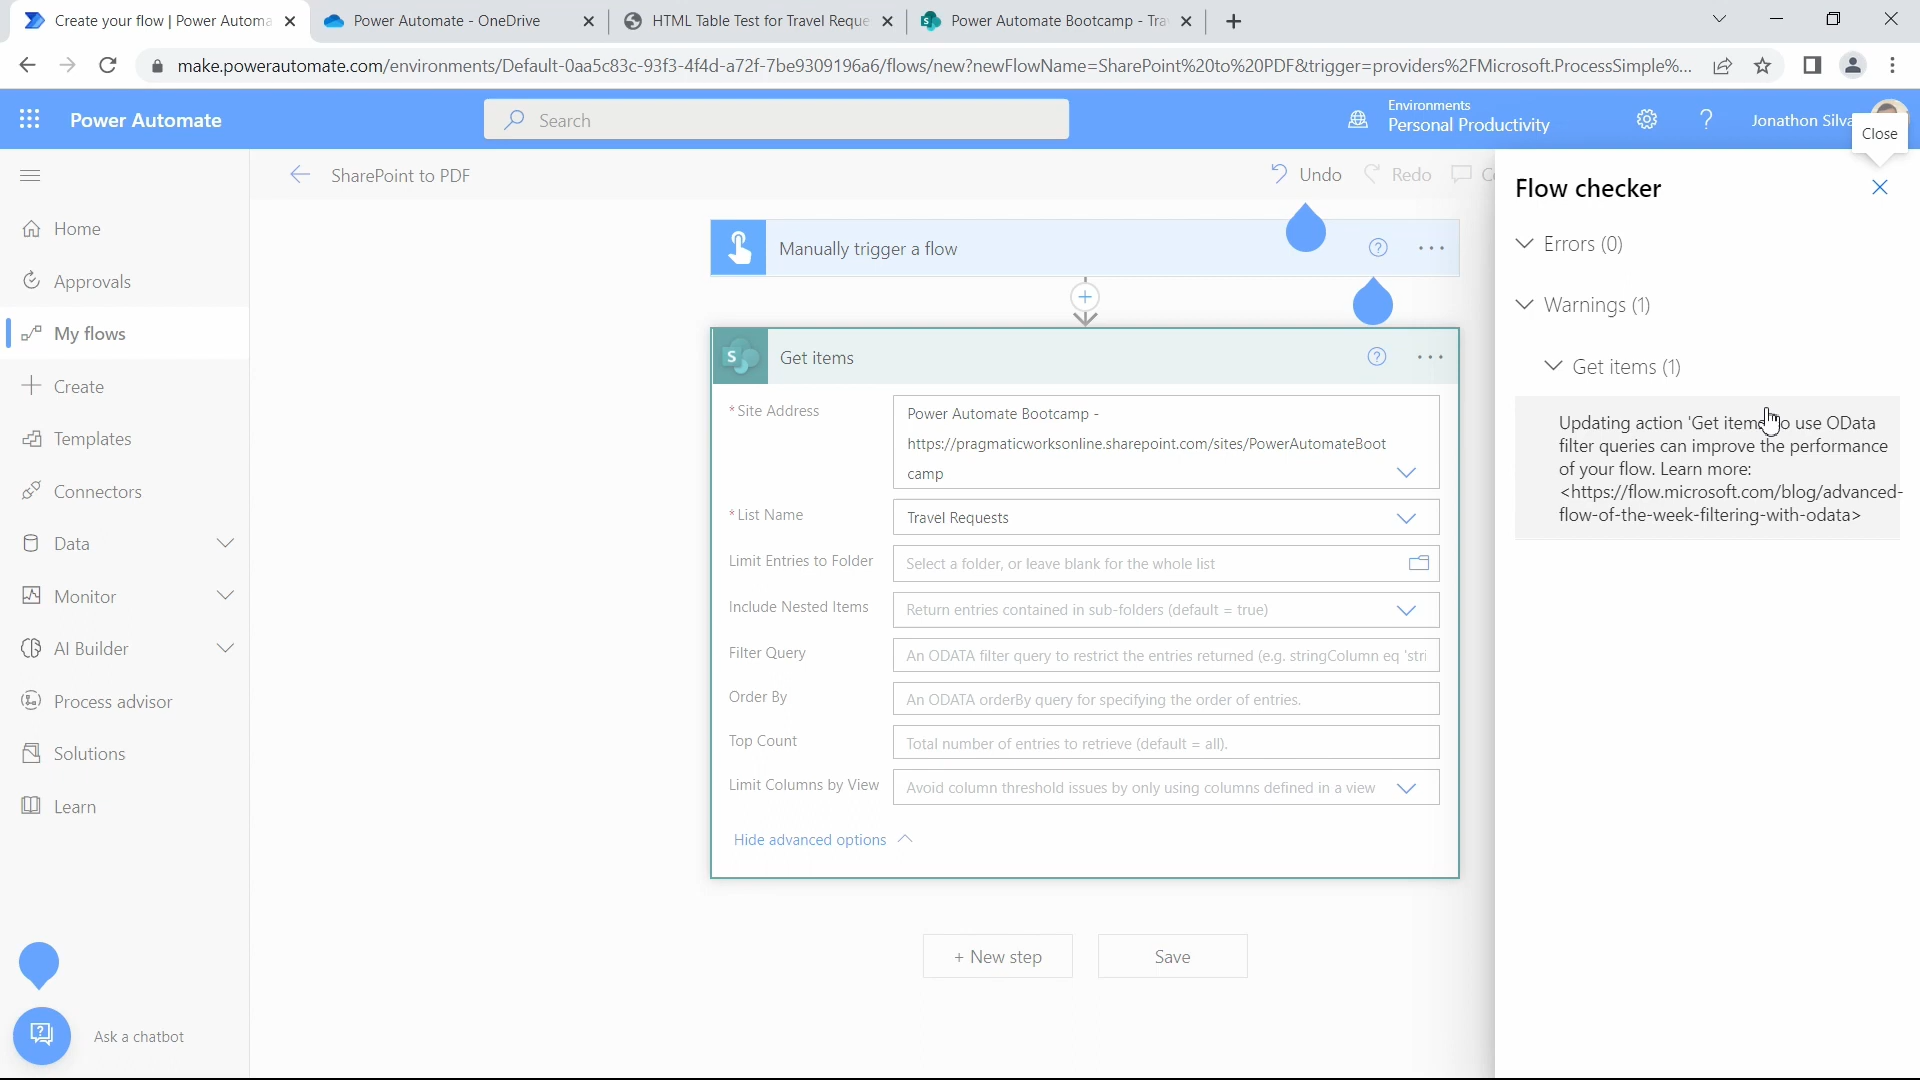 Create your flow | Power Automa
Power Automate - OneDrive
HTML Table Test for Travel Reque
Power Automate Bootcamp - Tra
make.powerautomate.com/environments/Default-0aa5c83c-93f3-4f4d-a72f-7be9309196a6/flows/new?newFlowName=SharePoint%20to%20PDF&trigger=providers%2FMicrosoft.ProcessSimple%...
Power Automate
Search
Environments
Personal Productivity
Jonathon Silva
Close
SharePoint to PDF
Undo
Redo
Flow checker
Home
Approvals
My flows
Create
Templates
Connectors
Data
Monitor
AI Builder
Process advisor
Solutions
Learn
Ask a chatbot
Manually trigger a flow
S
Get items
* Site Address
Power Automate Bootcamp -
https://pragmaticworksonline.sharepoint.com/sites/PowerAutomateBoot
camp
* List Name
Travel Requests
Limit Entries to Folder
Select a folder, or leave blank for the whole list
Include Nested Items
Return entries contained in sub-folders (default = true)
Filter Query
An ODATA filter query to restrict the entries returned (e.g. stringColumn eq 'stri
Order By
An ODATA orderBy query for specifying the order of entries.
Top Count
Total number of entries to retrieve (default = all).
Limit Columns by View
Avoid column threshold issues by only using columns defined in a view
Hide advanced options
+ New step
Save
Errors (0)
Warnings (1)
Get items (1)
Updating action 'Get items' to use OData
filter queries can improve the performance
of your flow. Learn more:
<https://flow.microsoft.com/blog/advanced-
flow-of-the-week-filtering-with-odata>